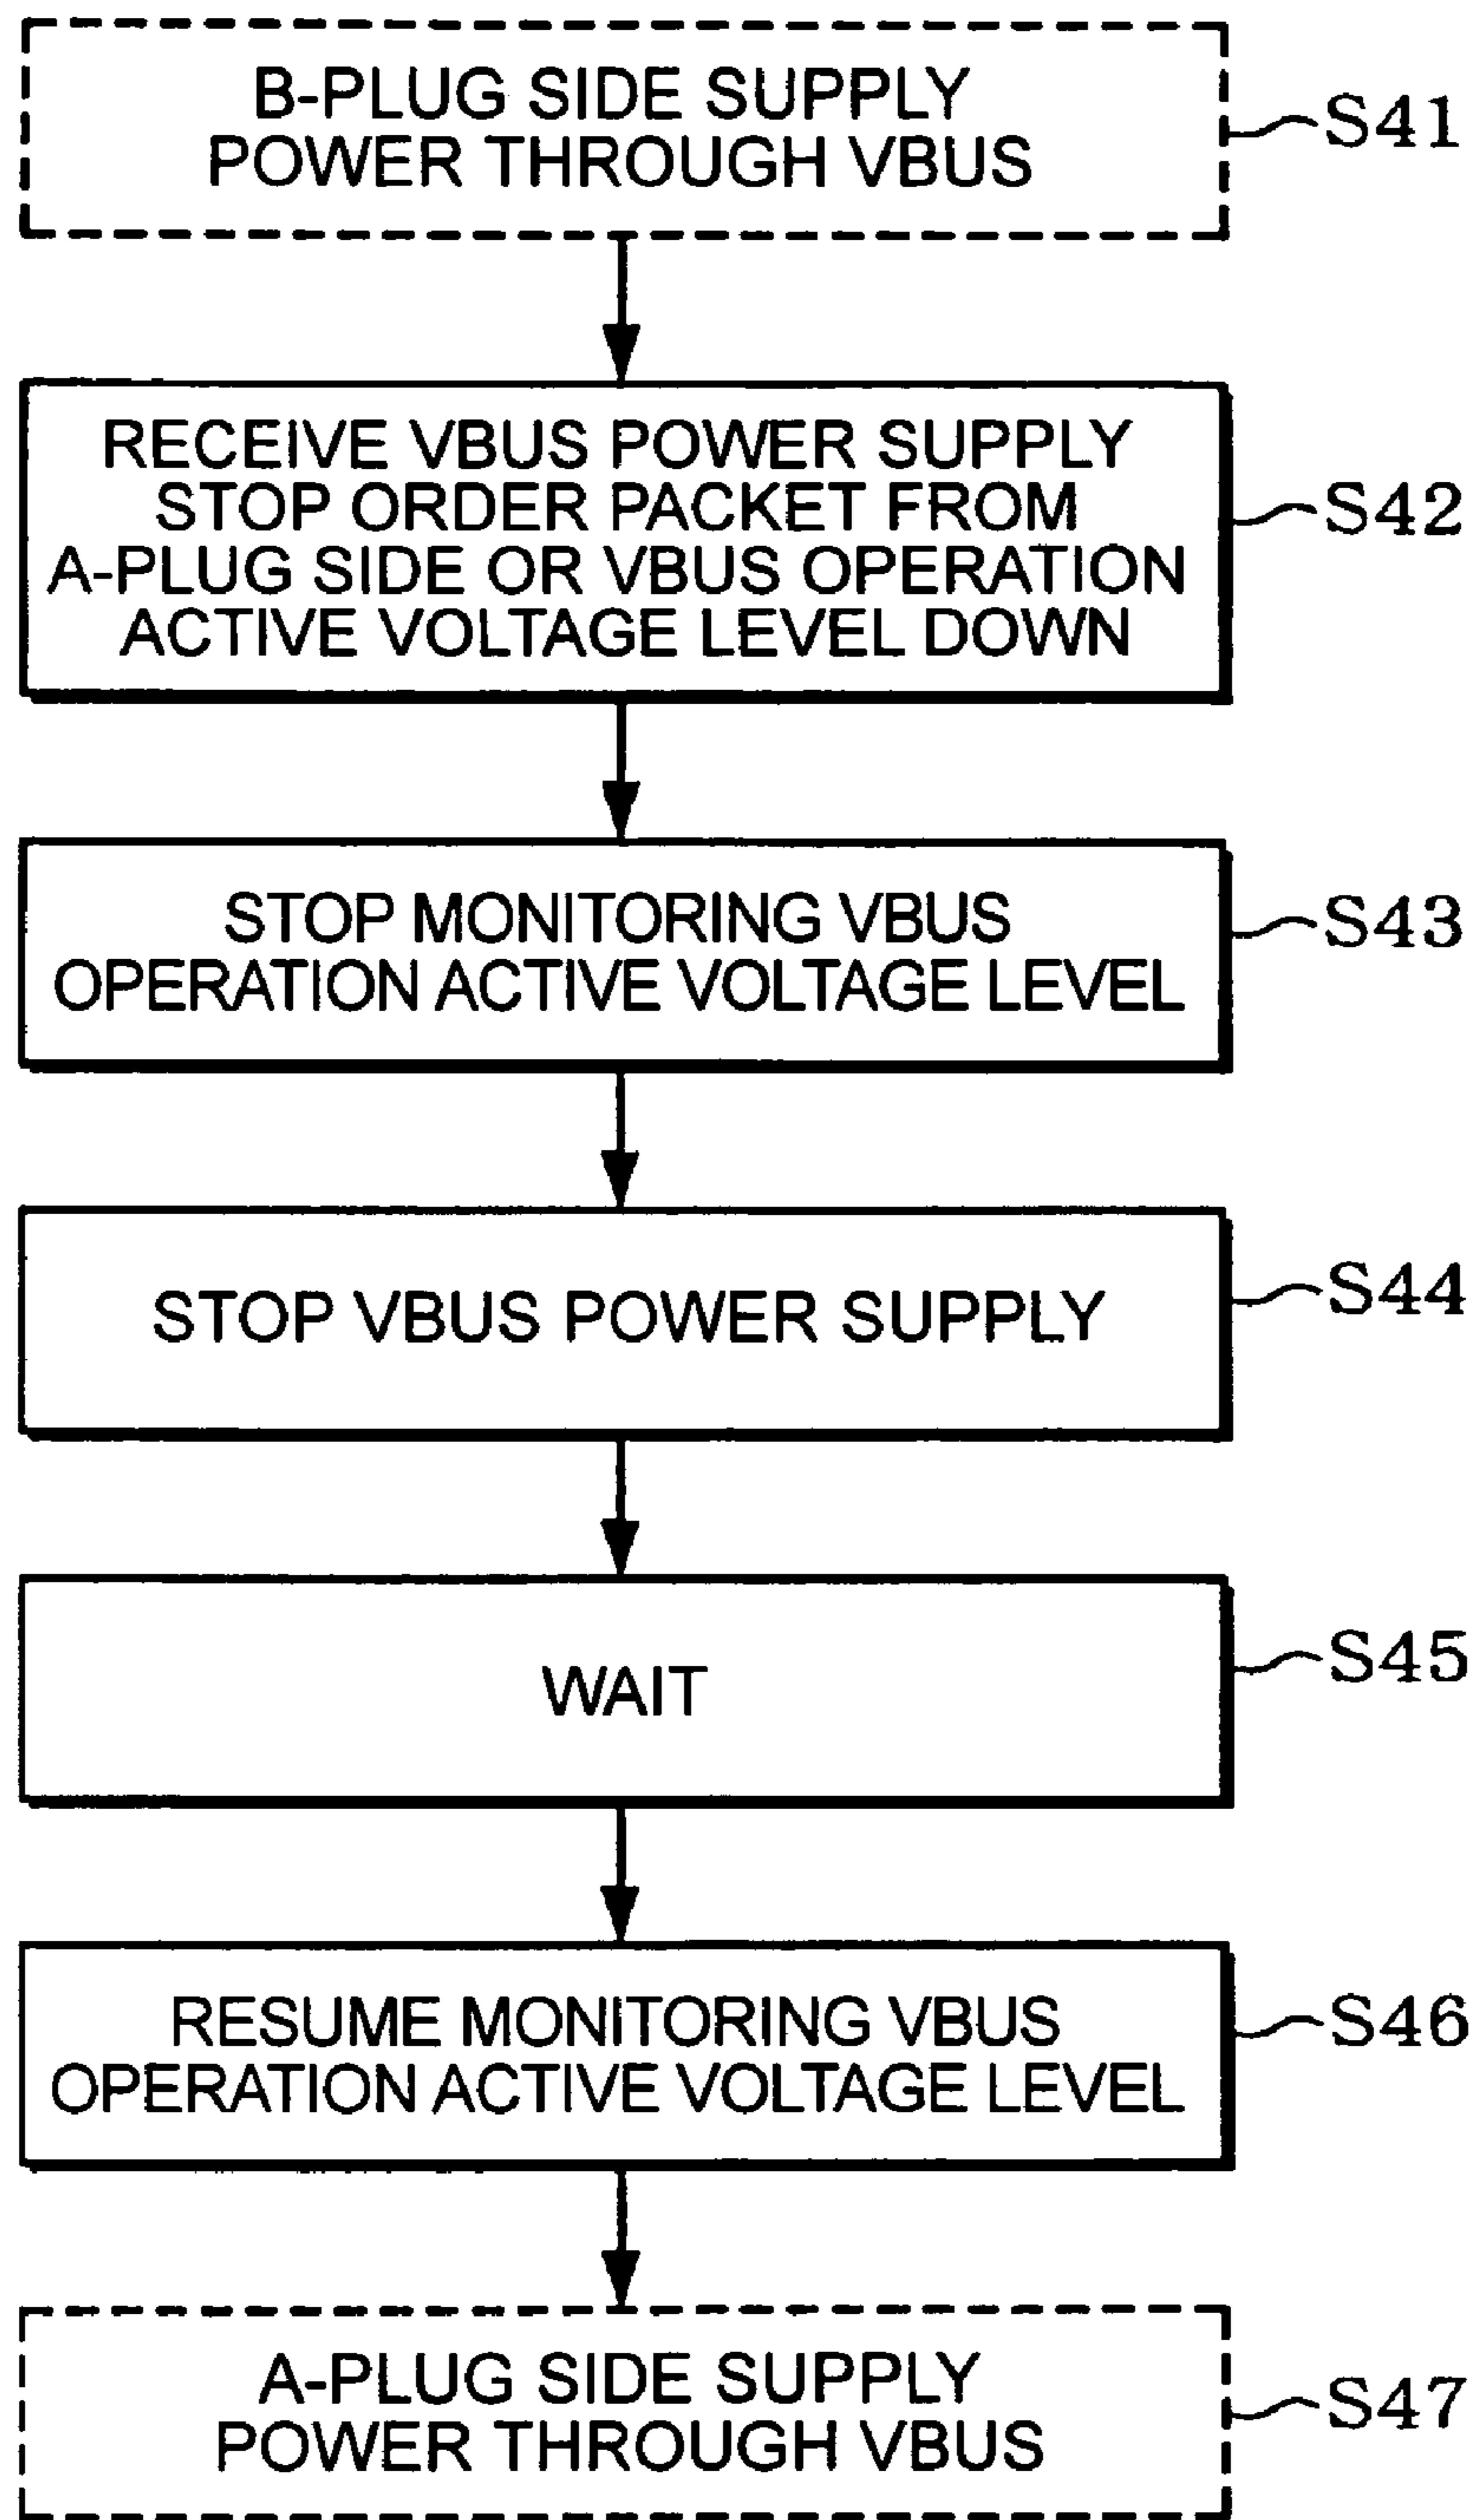 B-PLUG SIDE SUPPLY
POWER THROUGH VBUS
S41
RECEIVE VBUS POWER SUPPLY
STOP ORDER PACKET FROM
A-PLUG SIDE OR VBUS OPERATION
ACTIVE VOLTAGE LEVEL DOWN
S42
STOP MONITORING VBUS
OPERATION ACTIVE VOLTAGE LEVEL
S43
STOP VBUS POWER SUPPLY
S44
WAIT
S45
RESUME MONITORING VBUS
OPERATION ACTIVE VOLTAGE LEVEL
S46
A-PLUG SIDE SUPPLY
POWER THROUGH VBUS
S47